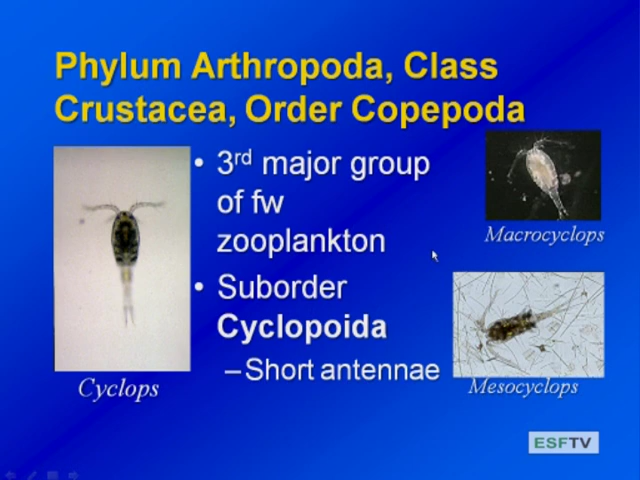 Phylum Arthropoda, Class
Crustacea, Order Copepoda
• 3rd major group
of fw
zooplankton
Macrocyclops
• Suborder
Cyclopoida
– Short antennae
Cyclops
Mesocyclops
ESFTV